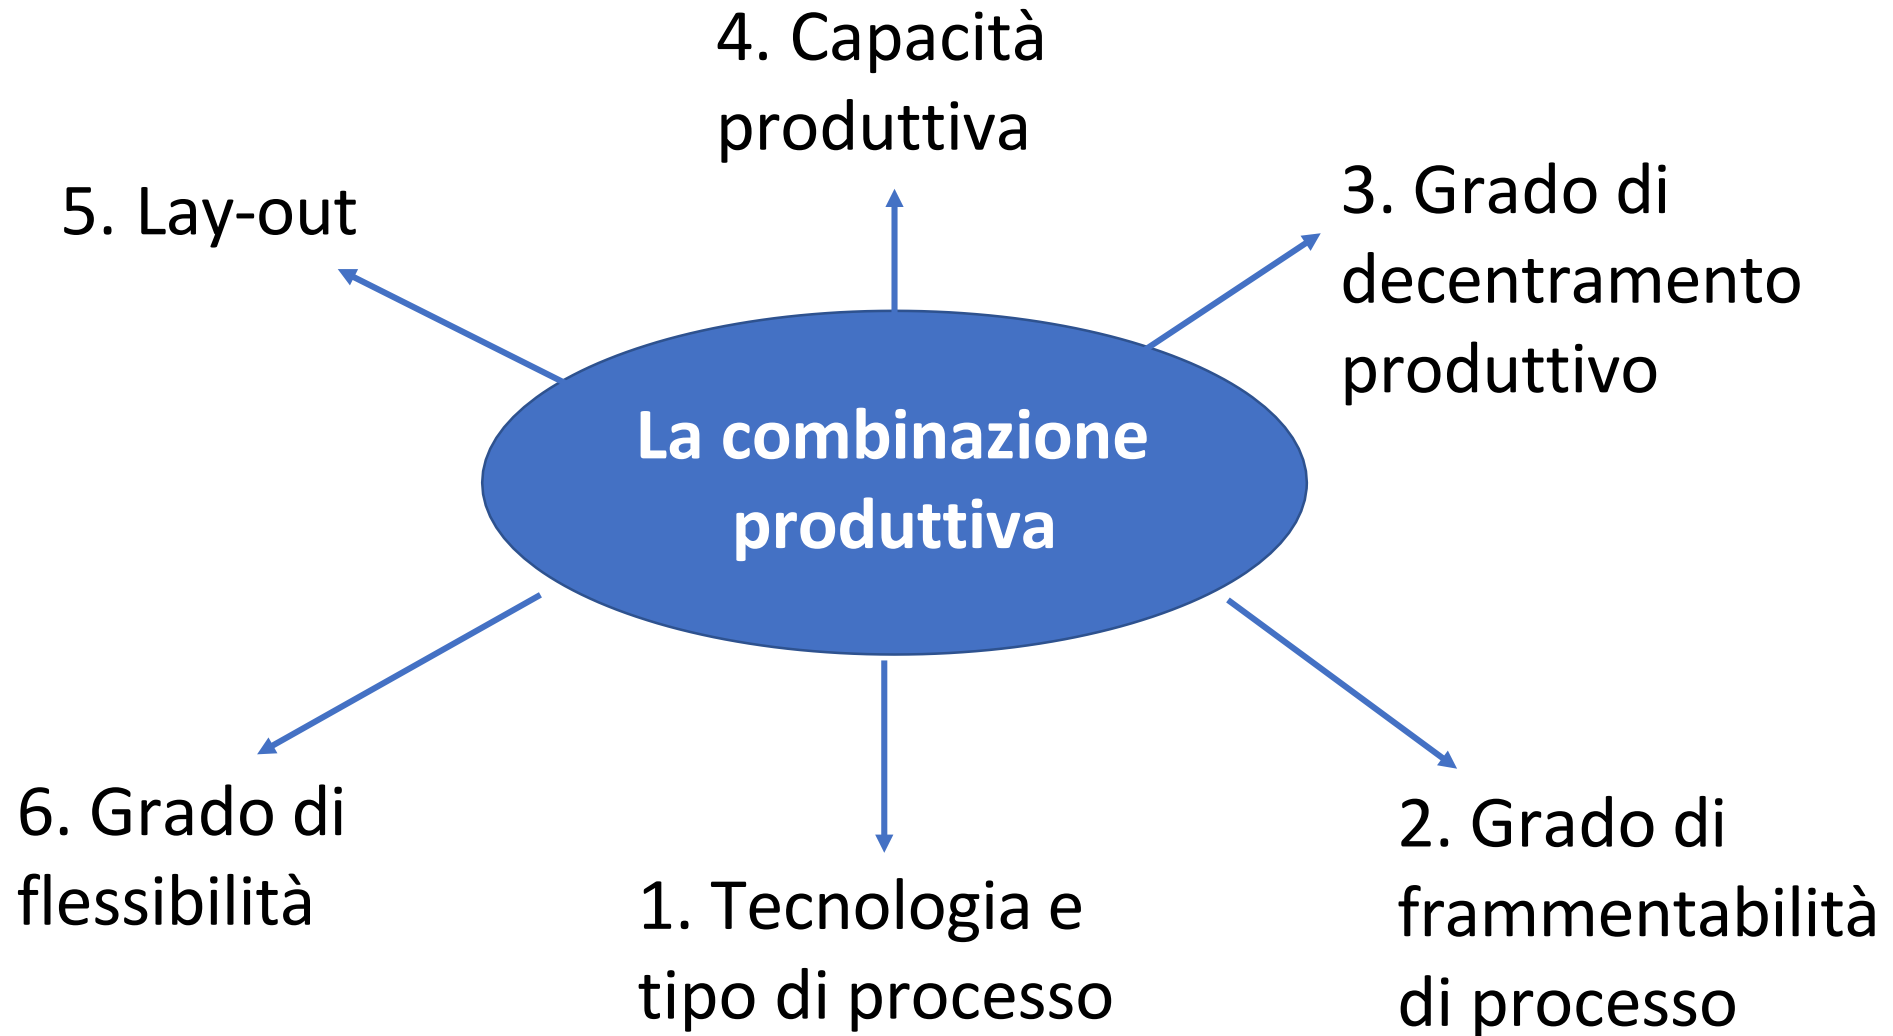 4. Capacità
produttiva
5. Lay-out
3. Grado di
decentramento
produttivo
La combinazione
produttiva
6. Grado di
flessibilità
1. Tecnologia e
tipo di processo
2. Grado di
frammentabilità
di processo